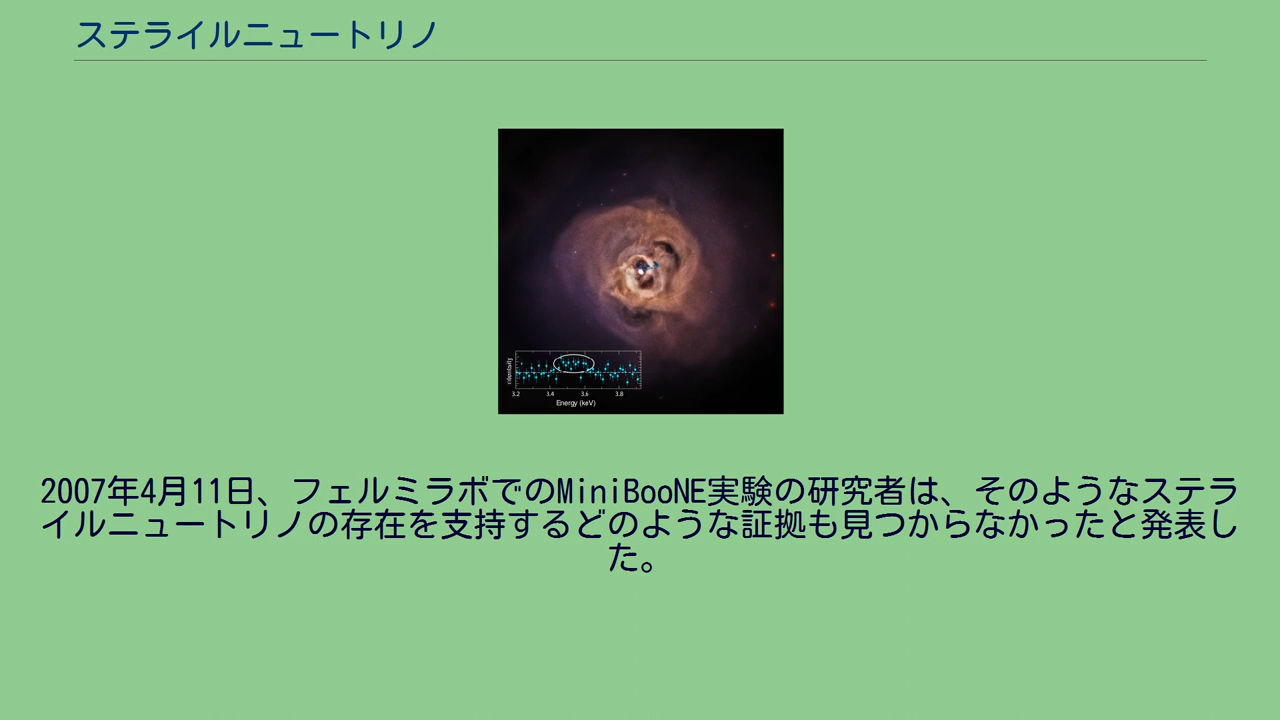 ステライルニュートリノ
Intensity
3.2 3.4 3.6 3.8
Energy (keV)
2007年4月11日、フェルミラボでのMiniBooNE実験の研究者は、そのようなステラ
イルニュートリノの存在を支持するどのような証拠も見つからなかったと発表し
た。